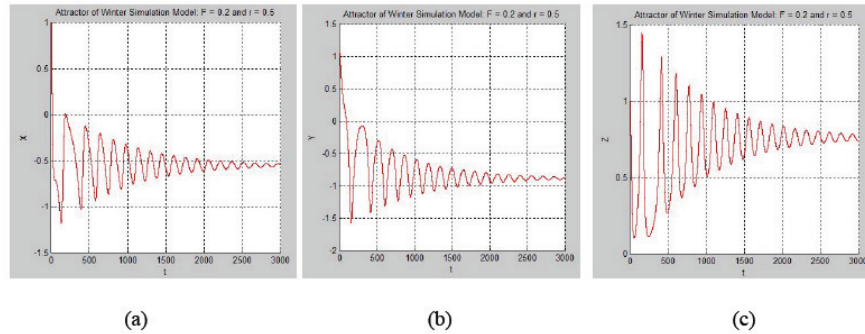 Attractor of Winter Simulation Model: F = 0.2 and r = 0.5
1
0.5
0
-0.5
-1
-1.5
X
0 500 1000 1500 2000 2500 3000
t
(a)
Attractor of Winter Simulation Model: F = 0.2 and r = 0.5
1.5
1
0.5
0
-0.5
-1
-1.5
-2
Y
0 500 1000 1500 2000 2500 3000
t
(b)
Attractor of Winter Simulation Model: F = 0.2 and r = 0.5
1.5
1
0.5
0
Z
0 500 1000 1500 2000 2500 3000
t
(c)